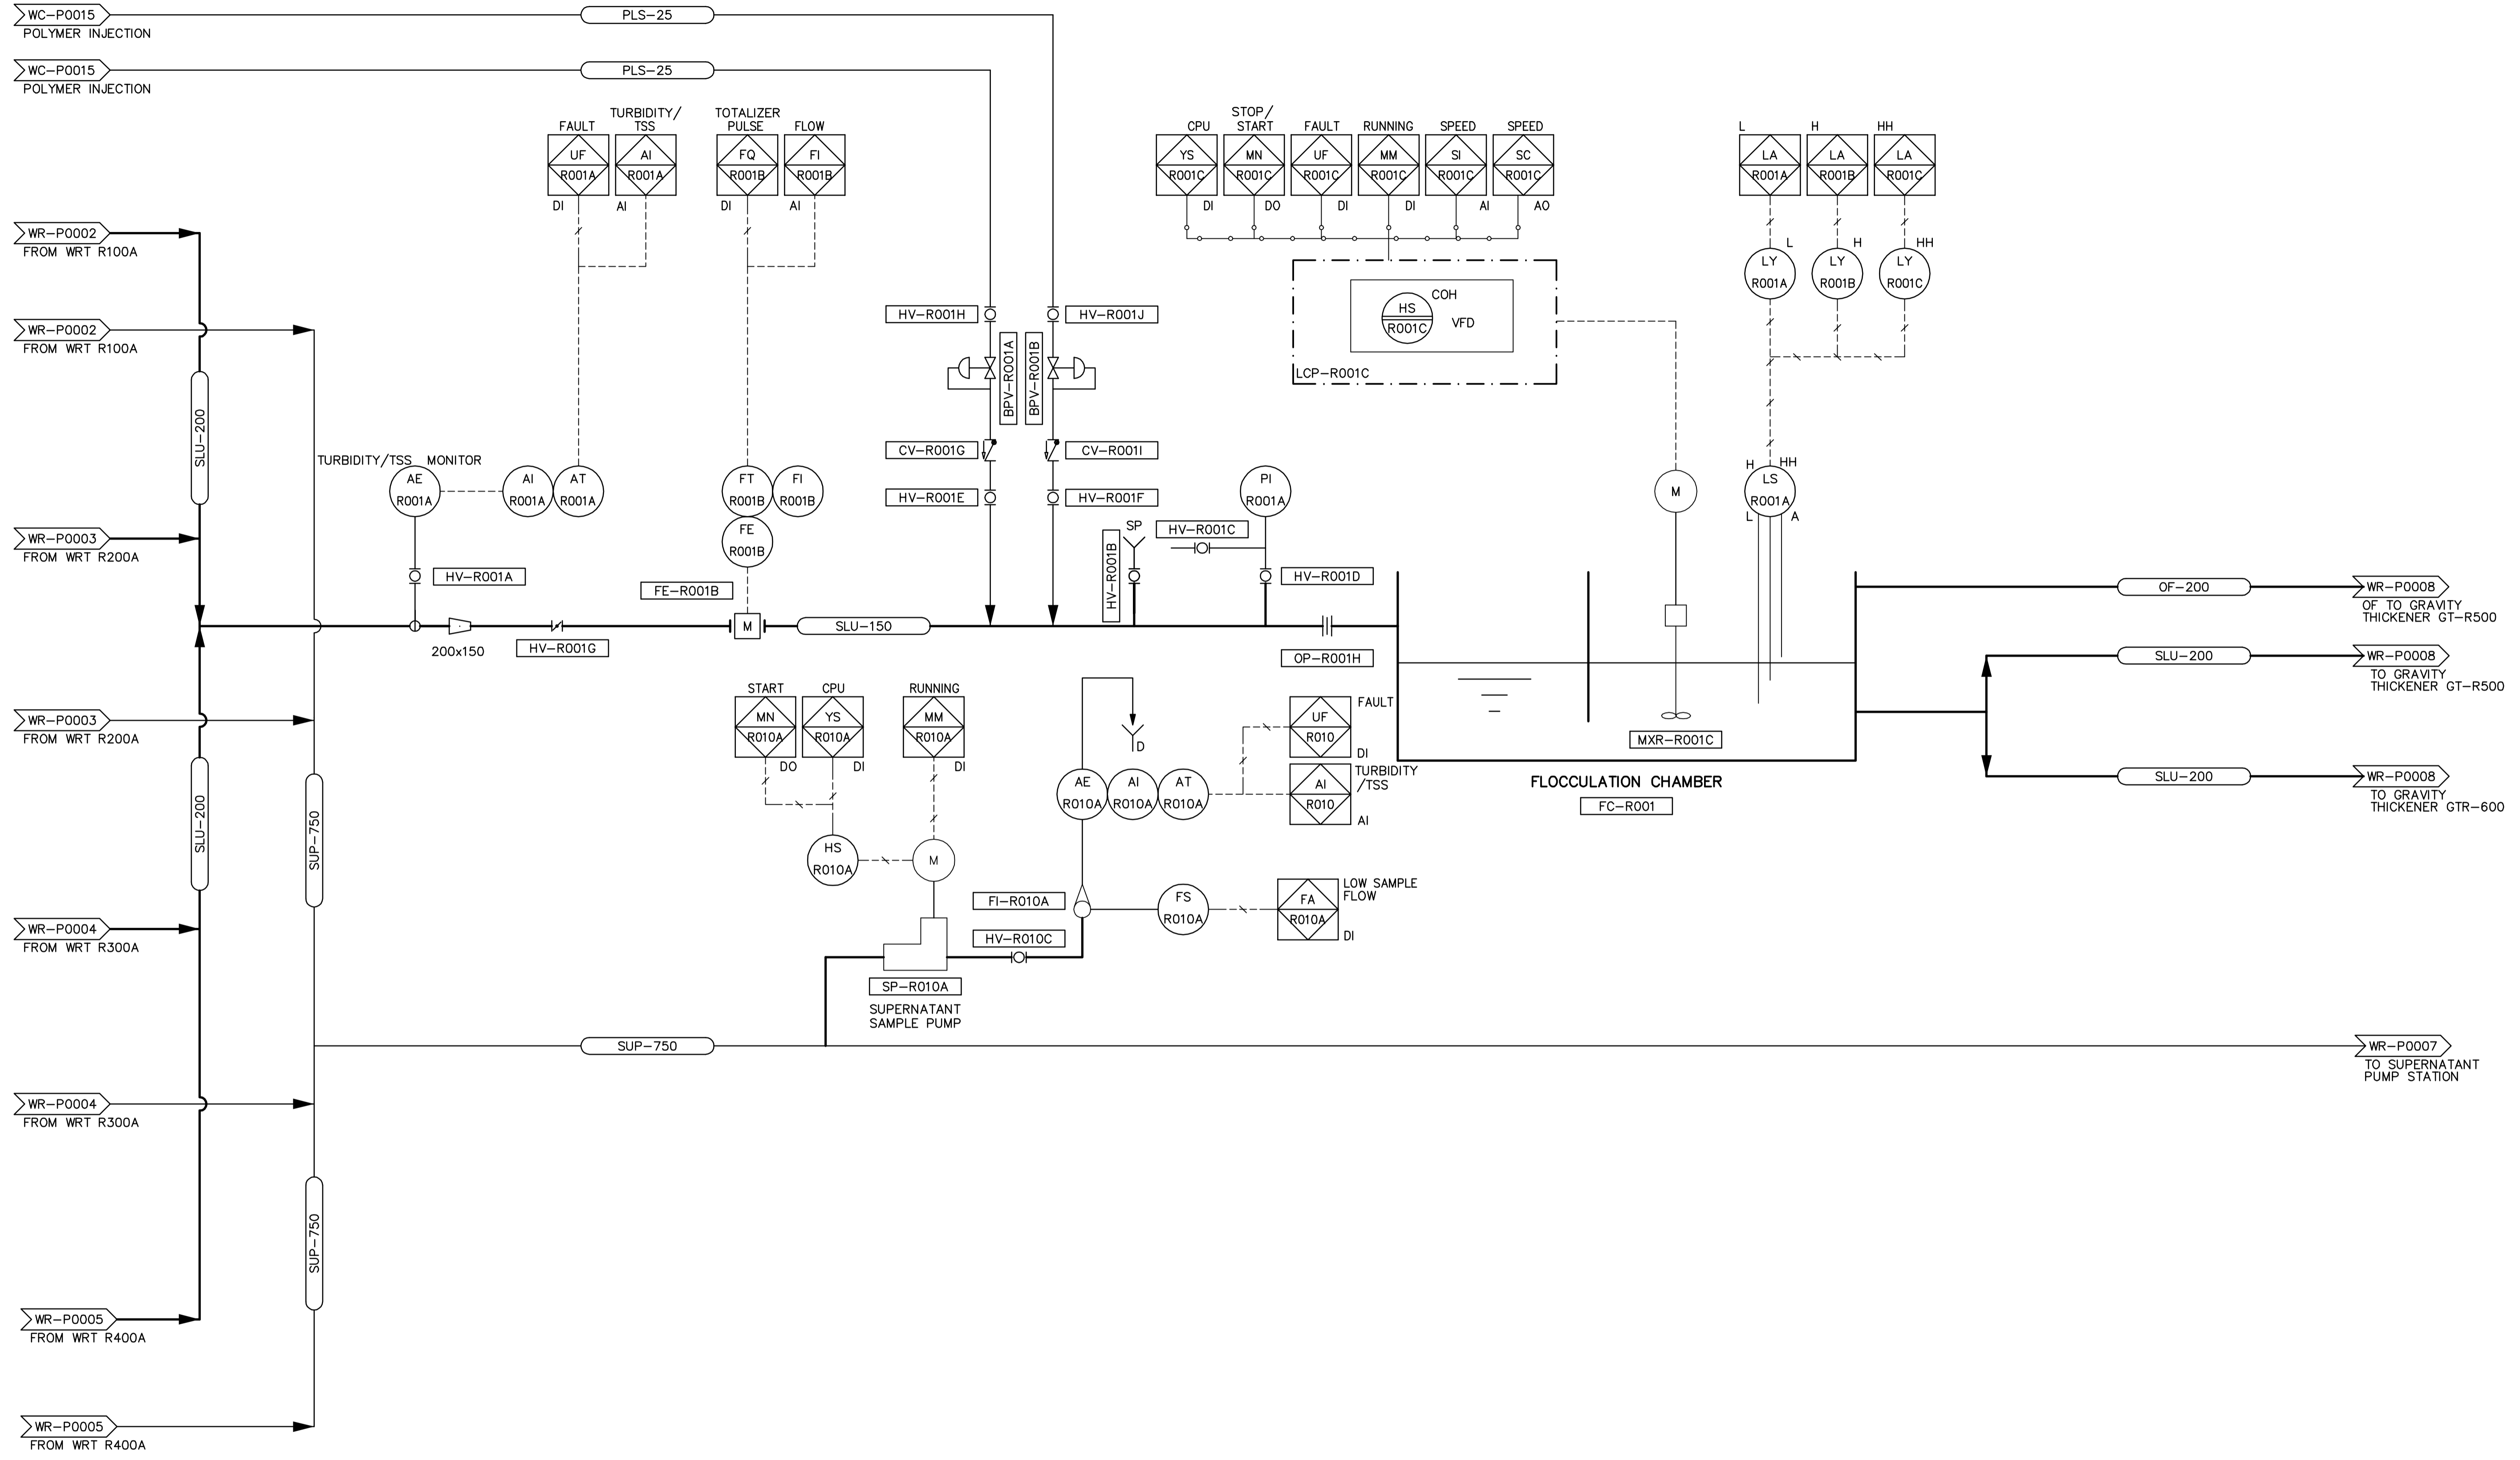 WC-P0015
POLYMER INJECTION
PLS-25
WC-P0015
POLYMER INJECTION
PLS-25
FAULT
UF
R001A
DI
TURBIDITY/
TSS
AI
R001A
AI
TOTALIZER
PULSE
FQ
R001B
DI
FLOW
FI
R001B
AI
CPU
YS
R001C
DI
STOP/
START
MN
R001C
DO
FAULT
UF
R001C
DI
RUNNING
MM
R001C
DI
SPEED
SI
R001C
AI
SPEED
SC
R001C
AO
L
LA
R001A
H
LA
R001B
HH
LA
R001C
L
LY
R001A
H
LY
R001B
HH
LY
R001C
WR-P0002
FROM WRT R100A
WR-P0002
FROM WRT R100A
SLU-200
HV-R001H
HV-R001J
BPV-R001A
BPV-R001B
COH
HS
R001C
VFD
LCP-R001C
CV-R001G
CV-R001I
HV-R001E
HV-R001F
TURBIDITY/TSS MONITOR
AE
R001A
AI
R001A
AT
R001A
FT
R001B
FI
R001B
FE
R001B
PI
R001A
M
H
HH
LS
R001A
L
A
WR-P0003
FROM WRT R200A
HV-R001A
FE-R001B
HV-R001B
SP
HV-R001C
HV-R001D
200x150
HV-R001G
M
SLU-150
OP-R001H
OF-200
WR-P0008
OF TO GRAVITY
THICKENER GT-R500
SLU-200
WR-P0008
TO GRAVITY
THICKENER GT-R500
SLU-200
WR-P0008
TO GRAVITY
THICKENER GTR-600
MXR-R001C
FLOCCULATION CHAMBER
FC-R001
WR-P0003
FROM WRT R200A
SLU-200
SUP-750
START
MN
R010A
DO
CPU
YS
R010A
DI
RUNNING
MM
R010A
DI
D
UF
R010
FAULT
DI
AE
R010A
AI
R010A
AT
R010A
AI
R010
TURBIDITY
/TSS
AI
HS
R010A
M
FI-R010A
FS
R010A
FA
R010A
LOW SAMPLE
FLOW
DI
HV-R010C
SP-R010A
SUPERNATANT
SAMPLE PUMP
WR-P0004
FROM WRT R300A
SUP-750
WR-P0007
TO SUPERNATANT
PUMP STATION
WR-P0004
FROM WRT R300A
SUP-750
WR-P0005
FROM WRT R400A
WR-P0005
FROM WRT R400A